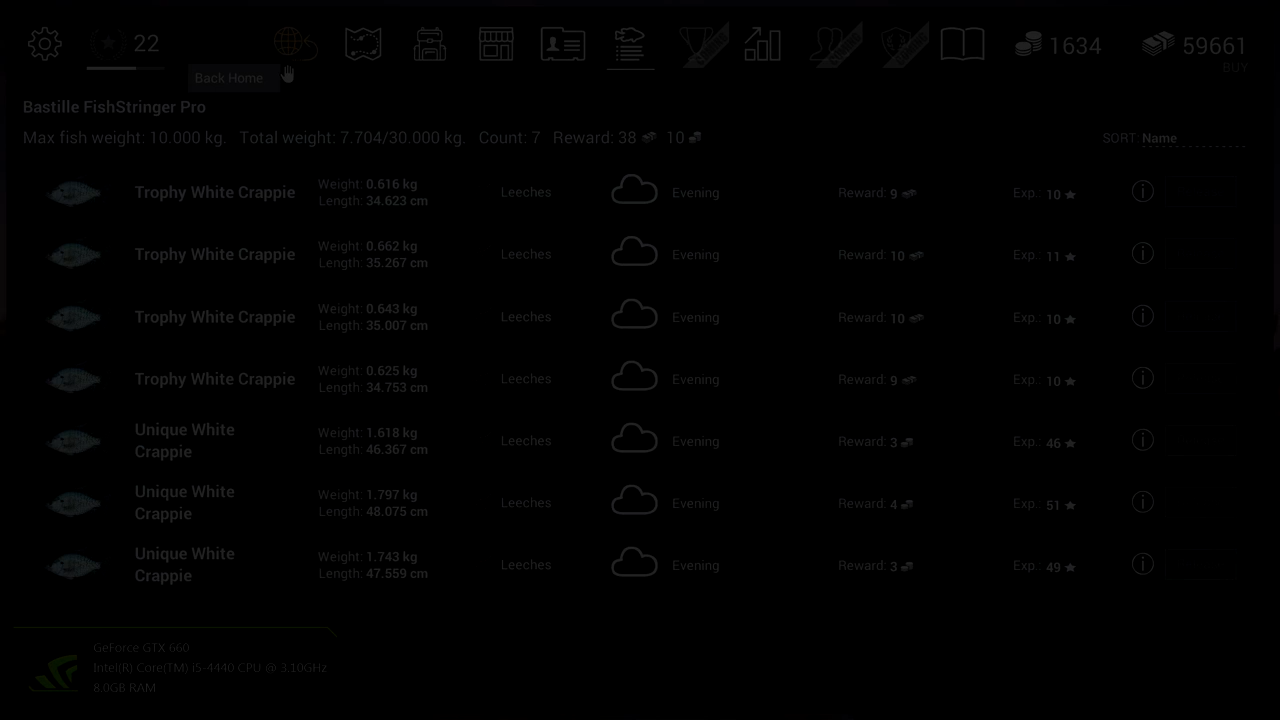 22
1634
59661
BUY
Back Home
Bastille FishStringer Pro
Max fish weight: 10.000 kg. Total weight: 7.704/30.000 kg. Count: 7 Reward: 38 10
SORT: Name
Trophy White Crappie Weight: 0.616 kg Length: 34.623 cm Leeches Evening Reward: 9 Exp.: 10
Trophy White Crappie Weight: 0.662 kg Length: 35.267 cm Leeches Evening Reward: 10 Exp.: 11
Trophy White Crappie Weight: 0.643 kg Length: 35.007 cm Leeches Evening Reward: 10 Exp.: 10
Trophy White Crappie Weight: 0.625 kg Length: 34.753 cm Leeches Evening Reward: 9 Exp.: 10
Unique White Crappie Weight: 1.618 kg Length: 46.367 cm Leeches Evening Reward: 3 Exp.: 46
Unique White Crappie Weight: 1.797 kg Length: 48.075 cm Leeches Evening Reward: 4 Exp.: 51
Unique White Crappie Weight: 1.743 kg Length: 47.559 cm Leeches Evening Reward: 3 Exp.: 49
GeForce GTX 660
Intel(R) Core(TM) i5-4440 CPU @ 3.10GHz
8.0GB RAM